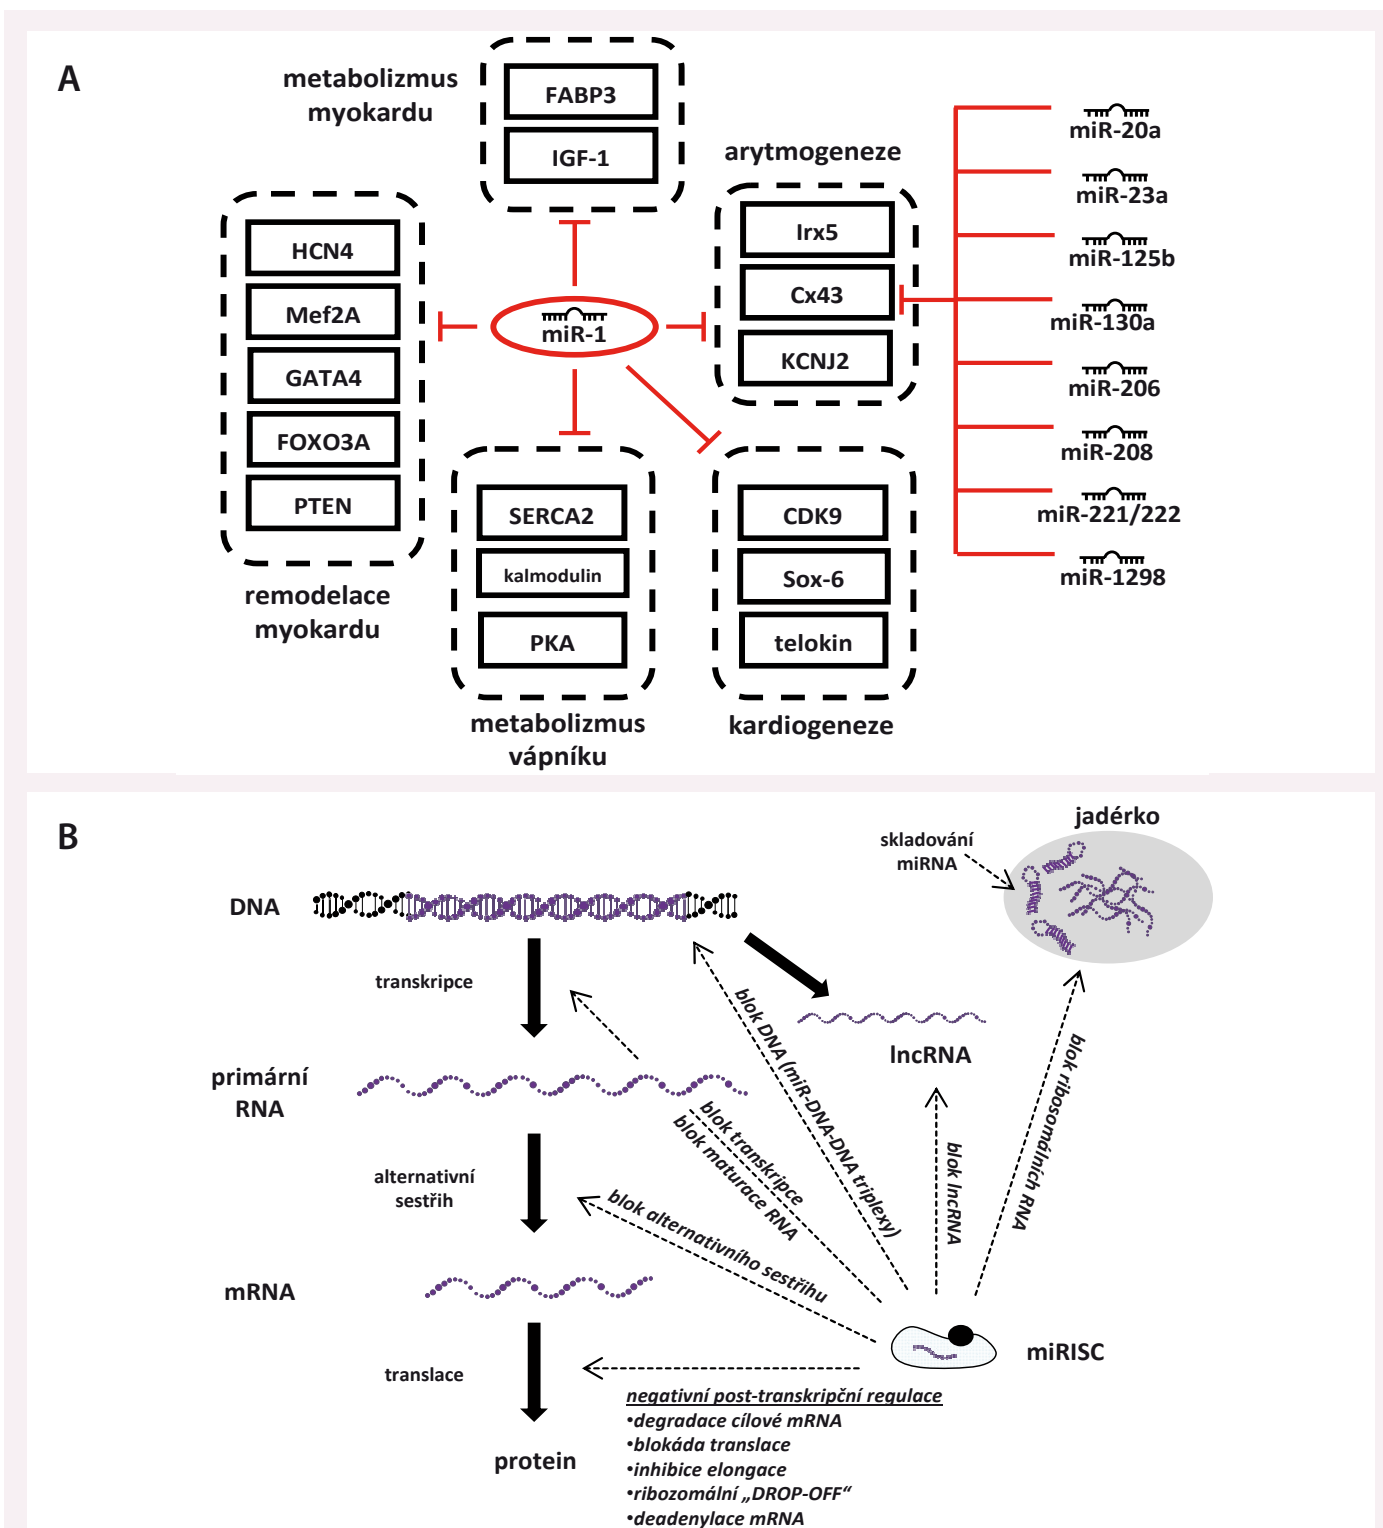 A
metabolizmus
myokardu
FABP3
IGF-1
arytmogeneze
Irx5
Cx43
KCNJ2
miR-20a
miR-23a
miR-125b
miR-130a
miR-206
miR-208
miR-221/222
miR-1298
HCN4
Mef2A
GATA4
FOXO3A
PTEN
remodelace
myokardu
miR-1
SERCA2
kalmodulin
PKA
metabolizmus
vápníku
CDK9
Sox-6
telokin
kardiogeneze
B
jadérko
skladování
miRNA
DNA
transkripce
lncRNA
primární
RNA
alternativní
sestřih
mRNA
translace
protein
blok DNA (miR-DNA-DNA triplexy)
blok transkripce
blok maturace RNA
blok alternativního sestřihu
blok lncRNA
blok ribosomálních RNA
miRISC
negativní post-transkripční regulace
•degradace cílové mRNA
•blokáda translace
•inhibice elongace
•ribozomální „DROP-OFF“
•deadenylace mRNA